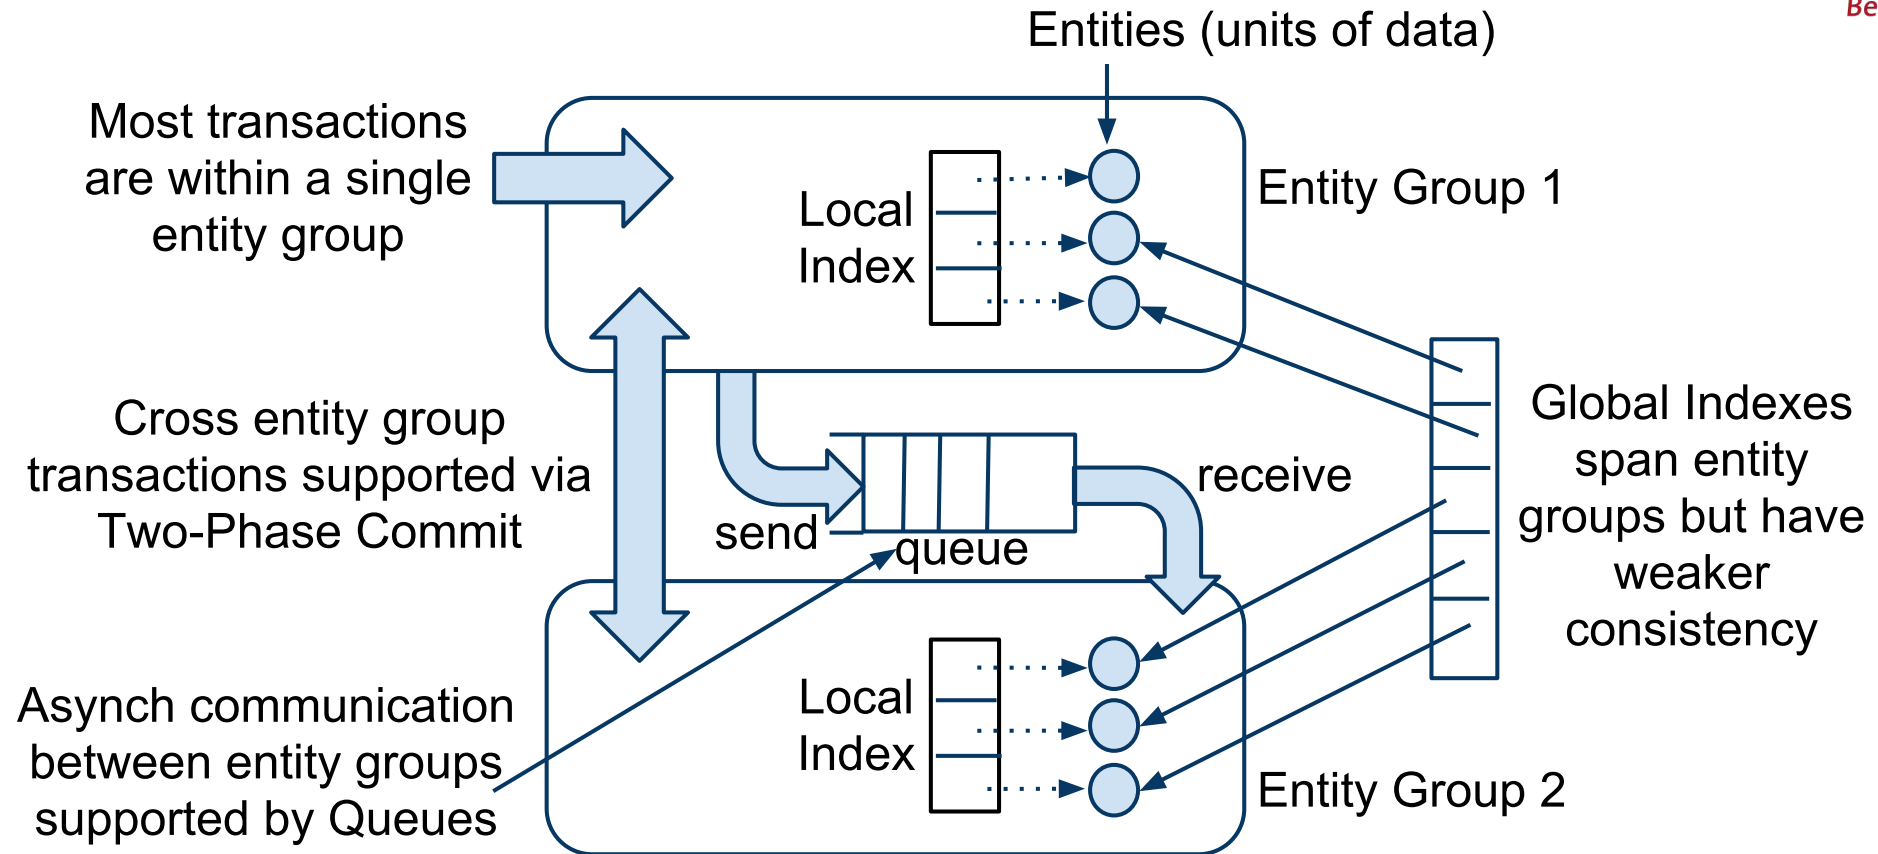 Be
Entities (units of data)
Most transactions
are within a single
entity group
Local
Index
Entity Group 1
Cross entity group
transactions supported via
Two-Phase Commit
send
queue
receive
Global Indexes
span entity
groups but have
weaker
consistency
Asynch communication
between entity groups
supported by Queues
Local
Index
Entity Group 2